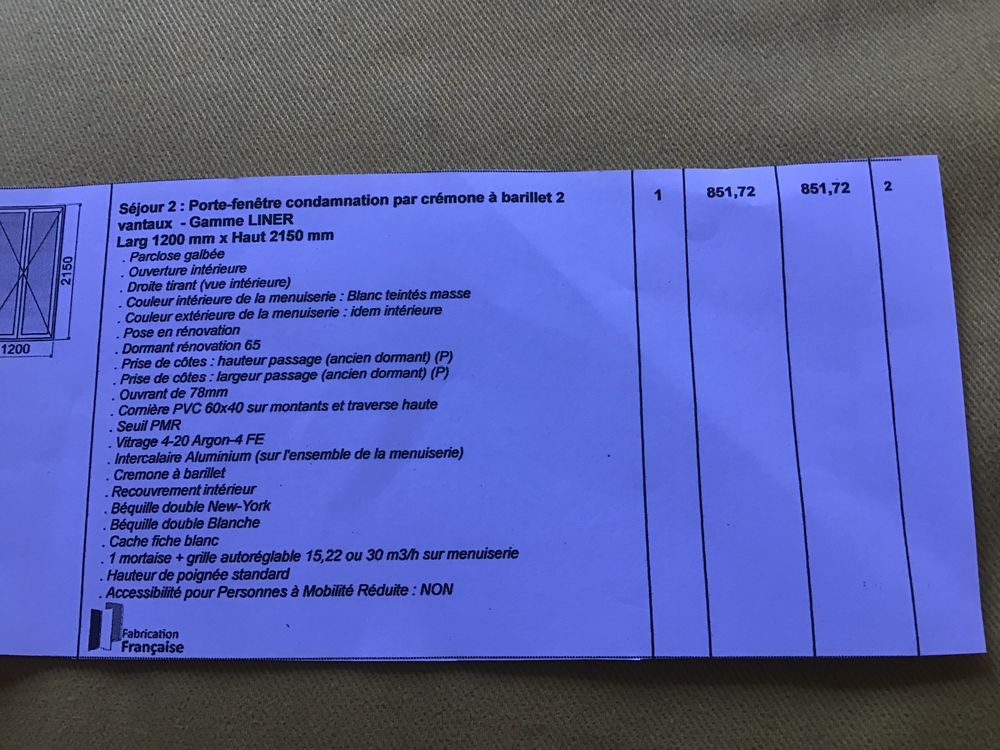 Séjour 2 : Porte-fenêtre condamnation par crémone à barillet 2
vantaux - Gamme LINER
Larg 1200 mm x Haut 2150 mm
. Parclose galbée
. Ouverture intérieure
. Droite tirant (vue intérieure)
. Couleur intérieure de la menuiserie : Blanc teintés masse
. Couleur extérieure de la menuiserie : idem intérieure
. Pose en rénovation
. Dormant rénovation 65
. Prise de côtes : hauteur passage (ancien dormant) (P)
. Prise de côtes : largeur passage (ancien dormant) (P)
. Ouvrant de 78mm
. Cornière PVC 60x40 sur montants et traverse haute
. Seuil PMR
. Vitrage 4-20 Argon-4 FE
. Intercalaire Aluminium (sur l'ensemble de la menuiserie)
. Cremone à barillet
. Recouvrement intérieur
. Béquille double New-York
. Béquille double Blanche
. Cache fiche blanc
. 1 mortaise + grille autoréglable 15,22 ou 30 m3/h sur menuiserie
. Hauteur de poignée standard
. Accessibilité pour Personnes à Mobilité Réduite : NON
Fabrication
Française
1 851,72 851,72 2
2150
1200